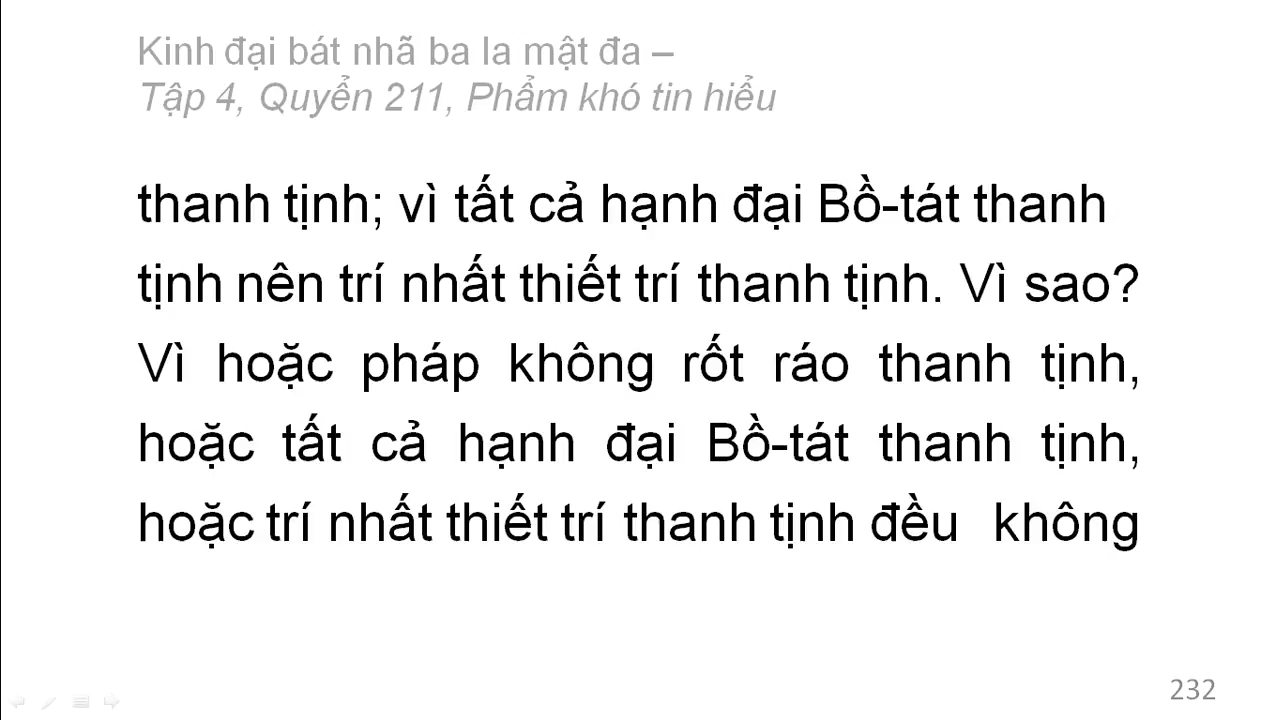 Kinh đại bát nhã ba la mật đa –
Tập 4, Quyển 211, Phẩm khó tin hiểu
thanh tịnh; vì tất cả hạnh đại Bồ-tát thanh
tịnh nên trí nhất thiết trí thanh tịnh. Vì sao?
Vì hoặc pháp không rốt ráo thanh tịnh,
hoặc tất cả hạnh đại Bồ-tát thanh tịnh,
hoặc trí nhất thiết trí thanh tịnh đều không
232